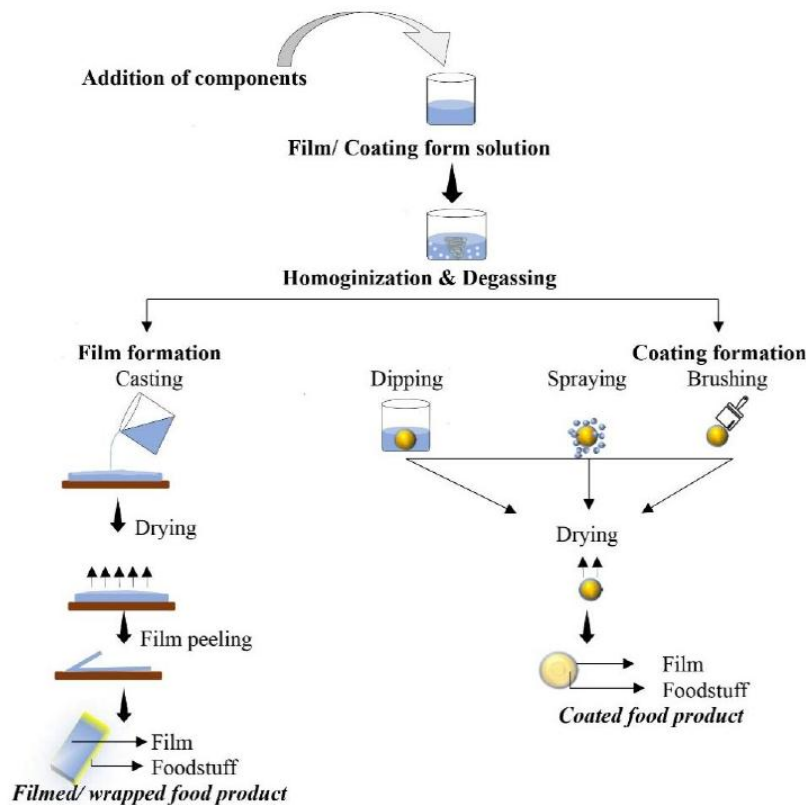 Addition of components
Film/ Coating form solution
Homoginization & Degassing
Film formation
Casting
Drying
Film peeling
Film
Foodstuff
Filmed/ wrapped food product
Coating formation
Dipping
Spraying
Brushing
Drying
Film
Foodstuff
Coated food product